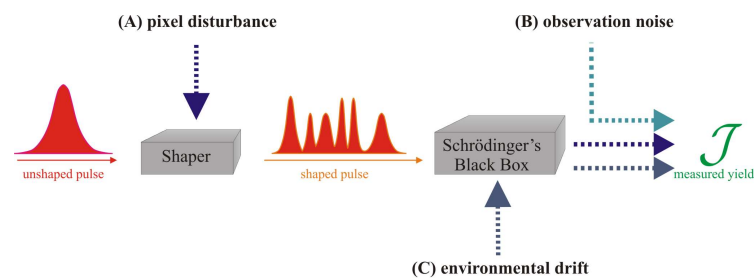 (A) pixel disturbance
(B) observation noise
Shaper
Schrödinger's
Black Box
𝒥
unshaped pulse
shaped pulse
measured yield
(C) environmental drift